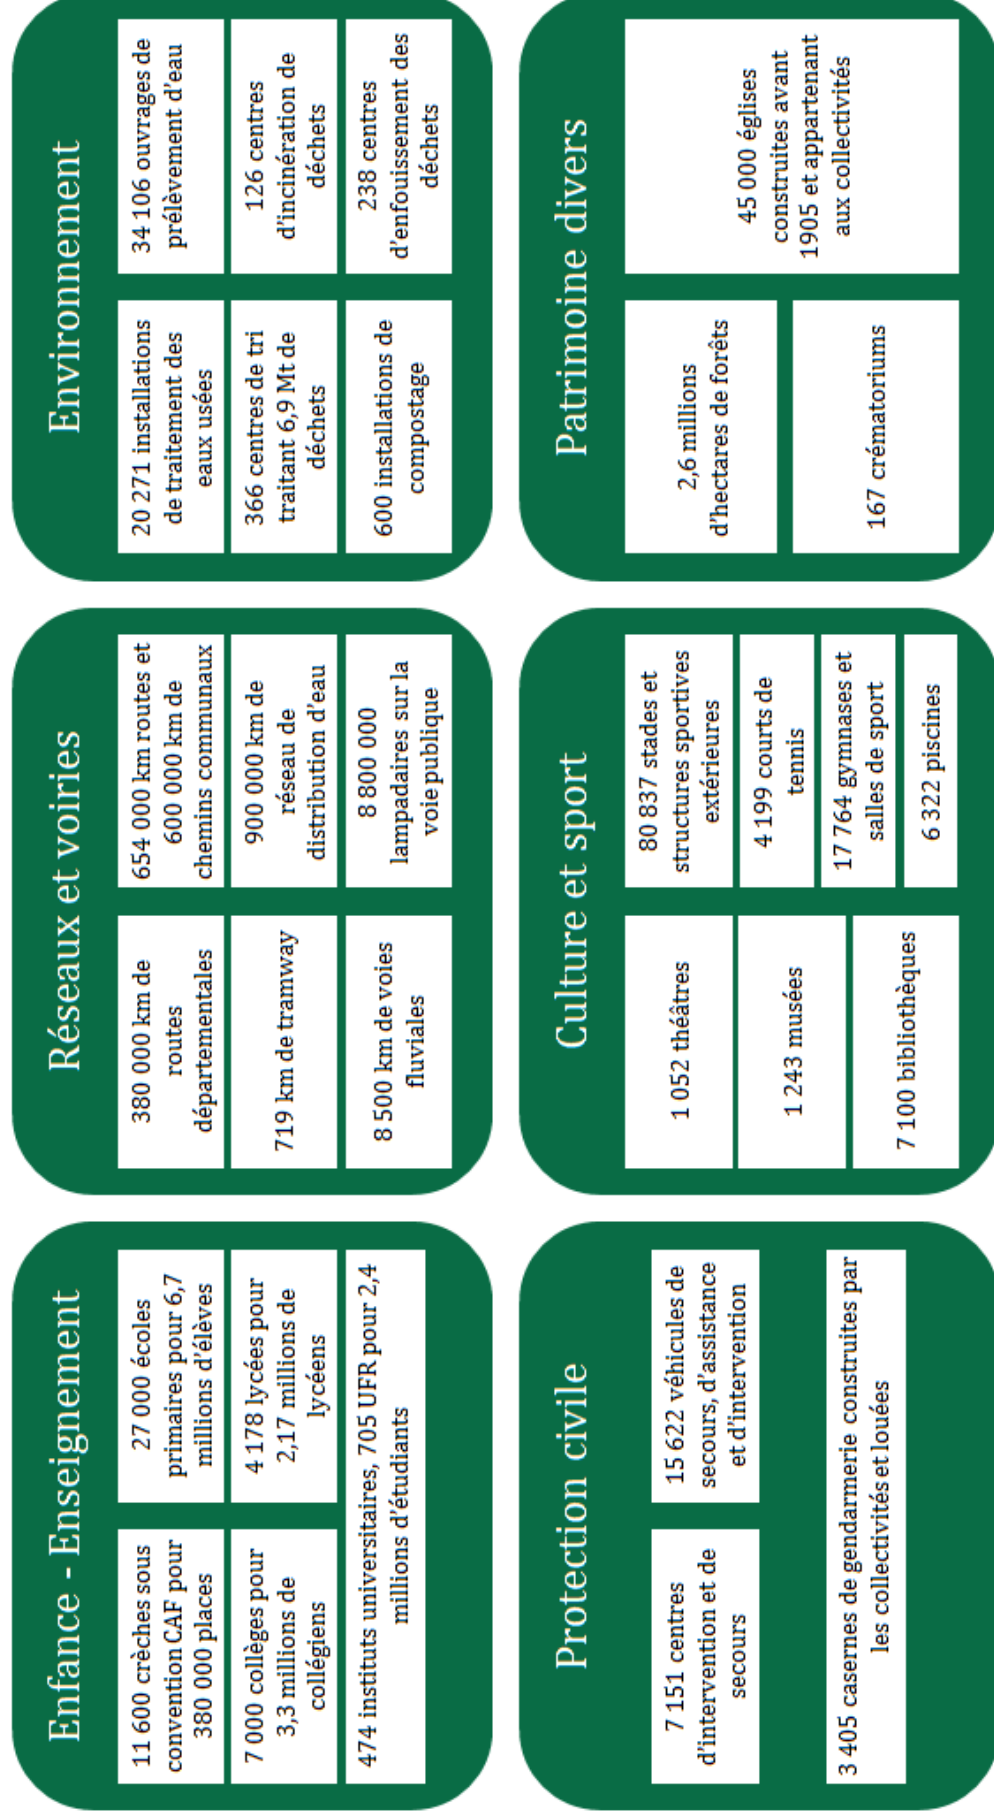 Enfance - Enseignement
11 600 crèches sous
convention CAF pour
380 000 places
27 000 écoles
primaires pour 6,7
millions d'élèves
7 000 collèges pour
3,3 millions de
collégiens
4 178 lycées pour
2,17 millions de
lycéens
474 instituts universitaires, 705 UFR pour 2,4
millions d'étudiants
Réseaux et voiries
380 000 km de
routes
départementales
654 000 km routes et
600 000 km de
chemins communaux
719 km de tramway
900 000 km de
réseau de
distribution d'eau
8 500 km de voies
fluviales
8 800 000
lampadaires sur la
voie publique
Environnement
20 271 installations
de traitement des
eaux usées
34 106 ouvrages de
prélèvement d'eau
366 centres de tri
traitant 6,9 Mt de
déchets
126 centres
d'incinération de
déchets
600 installations de
compostage
238 centres
d'enfouissement des
déchets
Protection civile
7 151 centres
d'intervention et de
secours
15 622 véhicules de
secours, d'assistance
et d'intervention
3 405 casernes de gendarmerie construites par
les collectivités et louées
Culture et sport
1 052 théâtres
1 243 musées
7 100 bibliothèques
80 837 stades et
structures sportives
extérieures
4 199 courts de
tennis
17 764 gymnases et
salles de sport
6 322 piscines
Patrimoine divers
2,6 millions
d'hectares de forêts
167 crématoriums
45 000 églises
construites avant
1905 et appartenant
aux collectivités